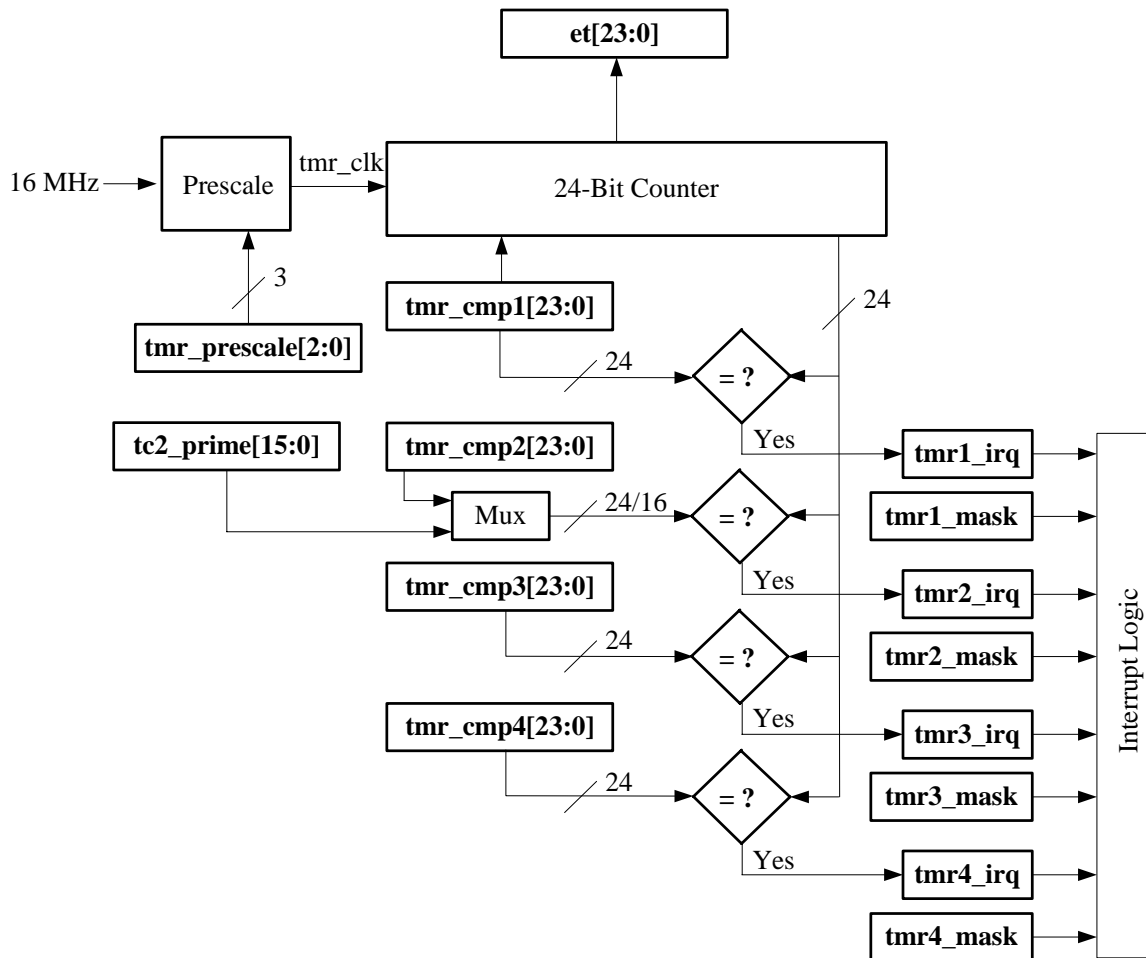 et[23:0]
16 MHz
Prescale
tmr_clk
24-Bit Counter
3
tmr_cmp1[23:0]
24
tmr_prescale[2:0]
24
= ?
tc2_prime[15:0]
tmr_cmp2[23:0]
Yes
tmr1_irq
Mux
24/16
= ?
tmr1_mask
tmr_cmp3[23:0]
Yes
tmr2_irq
24
= ?
tmr2_mask
Interrupt Logic
tmr_cmp4[23:0]
Yes
tmr3_irq
24
= ?
tmr3_mask
Yes
tmr4_irq
tmr4_mask